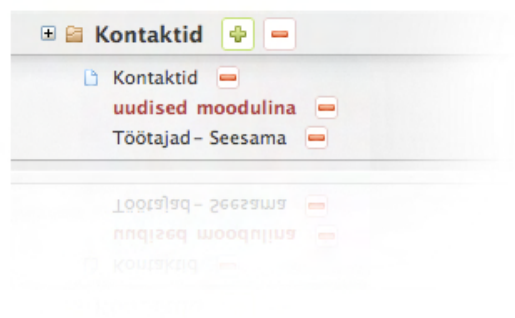 Kontaktid
Kontaktid
uudised moodulina
Töötajad- Seesama